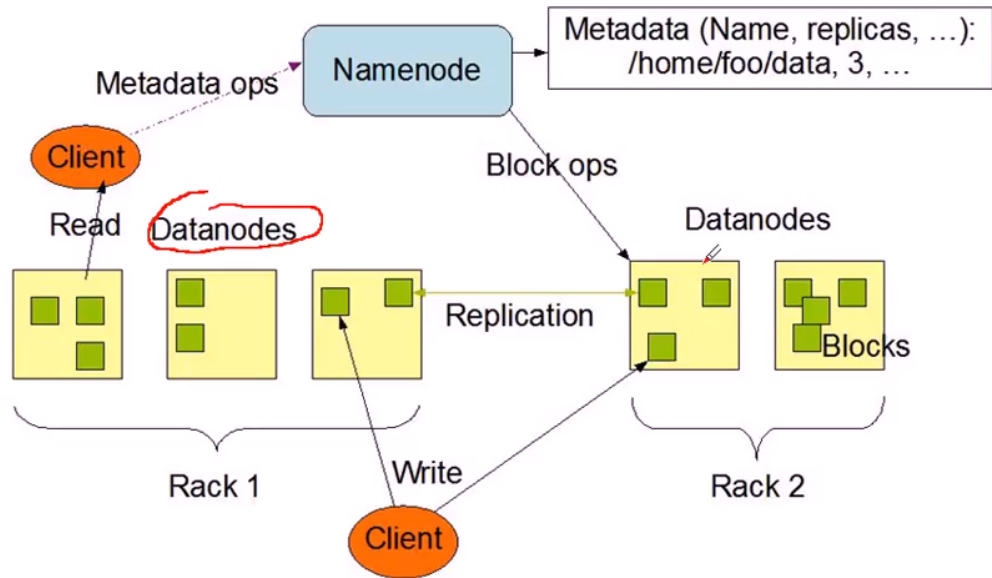 Metadata (Name, replicas, …):
/home/foo/data, 3, …
Namenode
Metadata ops
Client
Block ops
Read
Datanodes
Datanodes
Replication
Blocks
Rack 1
Write
Rack 2
Client